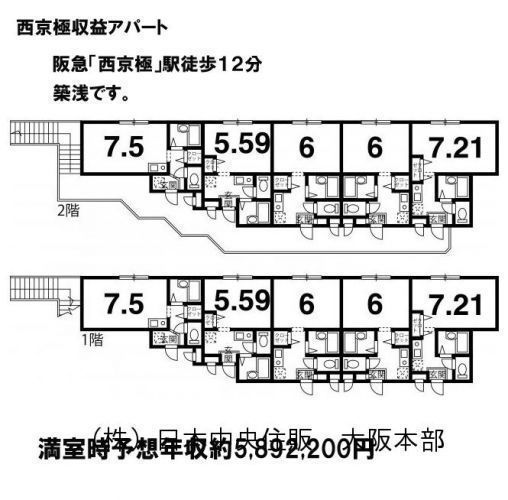 西京極収益アパート
阪急「西京極」駅徒歩12分
築浅です。
7.5 5.59 6 6 7.21
玄関 玄関 玄関 玄関 玄関
2階
7.5 5.59 6 6 7.21
玄関 玄関 玄関 玄関 玄関
1階
(株)日本中央住販 大阪本部
満室時予想年収約5,892,200円